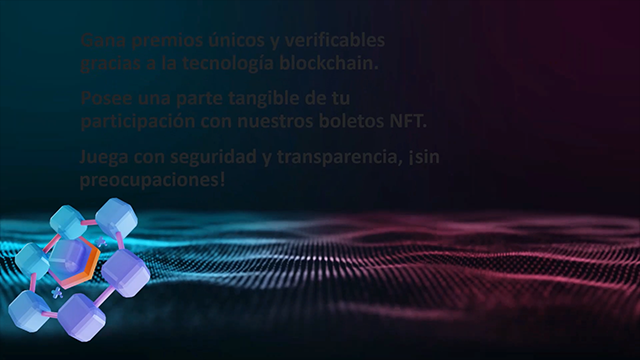 Gana premios únicos y verificables
gracias a la tecnología blockchain.
Posee una parte tangible de tu
participación con nuestros boletos NFT.
Juega con seguridad y transparencia, ¡sin
preocupaciones!